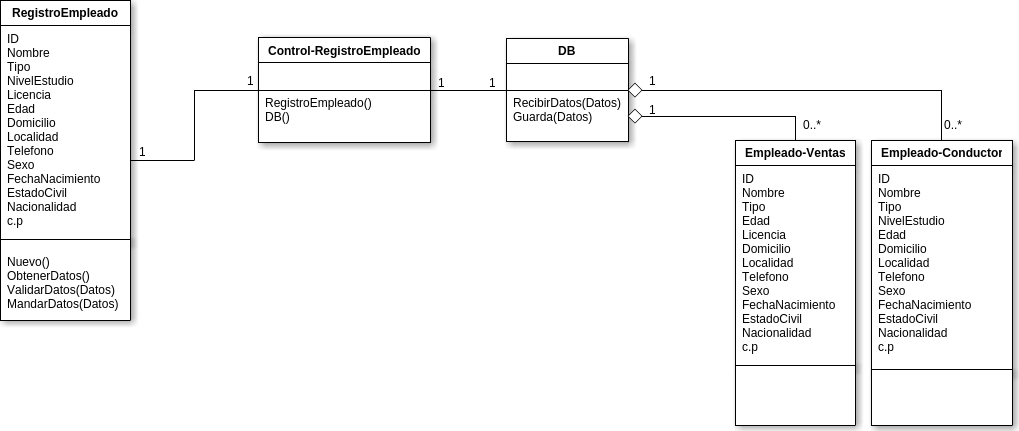 RegistroEmpleado
ID
Nombre
Tipo
NivelEstudio
Licencia
Edad
Domicilio
Localidad
Telefono
Sexo
FechaNacimiento
EstadoCivil
Nacionalidad
c.p
Nuevo()
ObtenerDatos()
ValidarDatos(Datos)
MandarDatos(Datos)
1
1
Control-RegistroEmpleado
RegistroEmpleado()
DB()
1
1
DB
RecibirDatos(Datos)
Guarda(Datos)
1
1
0..*
0..*
Empleado-Ventas
ID
Nombre
Tipo
Edad
Licencia
Domicilio
Localidad
Telefono
Sexo
FechaNacimiento
EstadoCivil
Nacionalidad
c.p
Empleado-Conductor
ID
Nombre
Tipo
NivelEstudio
Edad
Domicilio
Localidad
Telefono
Sexo
FechaNacimiento
EstadoCivil
Nacionalidad
c.p